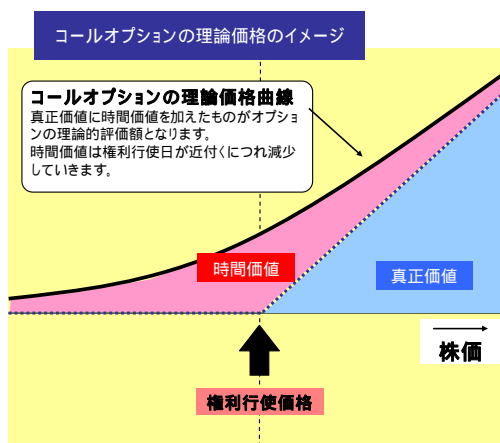 コールオプションの理論価格のイメージ
コールオプションの理論価格曲線
真正価値に時間価値を加えたものがオプショ
ンの理論的評価額となります。
時間価値は権利行使日が近付くにつれ減少
していきます。
時間価値
真正価値
株価
権利行使価格